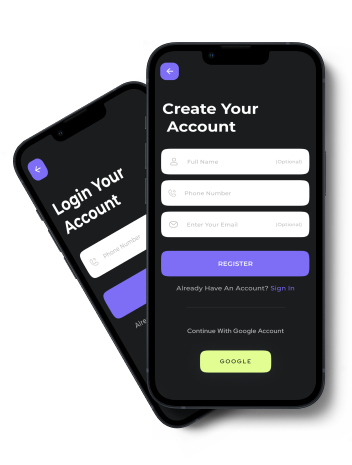 Create Your
Account
Full Name
(Optional)
Phone Number
Enter Your Email
(Optional)
REGISTER
Already Have An Account? Sign In
Continue With Google Account
GOOGLE
Login Your
Account
Phone Number